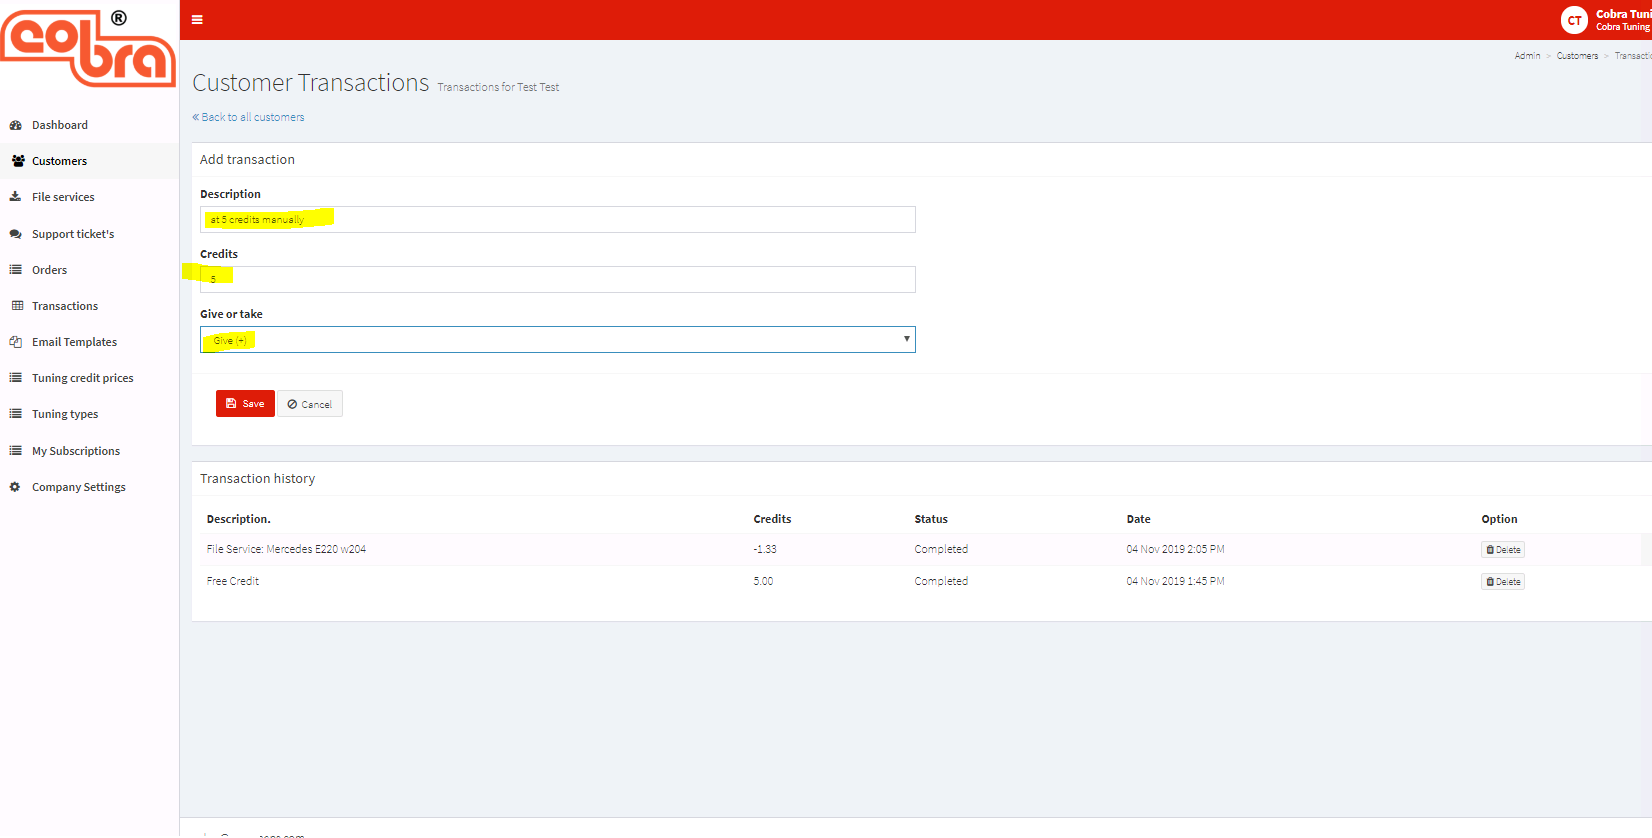 cobra ®
CT
Cobra Tuni
Cobra Tuning
Admin > Customers > Transactio
Customer Transactions Transactions for Test Test
« Back to all customers
Dashboard
Customers
File services
Support ticket's
Orders
Transactions
Email Templates
Tuning credit prices
Tuning types
My Subscriptions
Company Settings
Add transaction
Description
at 5 credits manually
Credits
5
Give or take
Give (+)
Save Cancel
Transaction history
Description. Credits Status Date Option
File Service: Mercedes E220 w204 -1.33 Completed 04 Nov 2019 2:05 PM Delete
Free Credit 5.00 Completed 04 Nov 2019 1:45 PM Delete